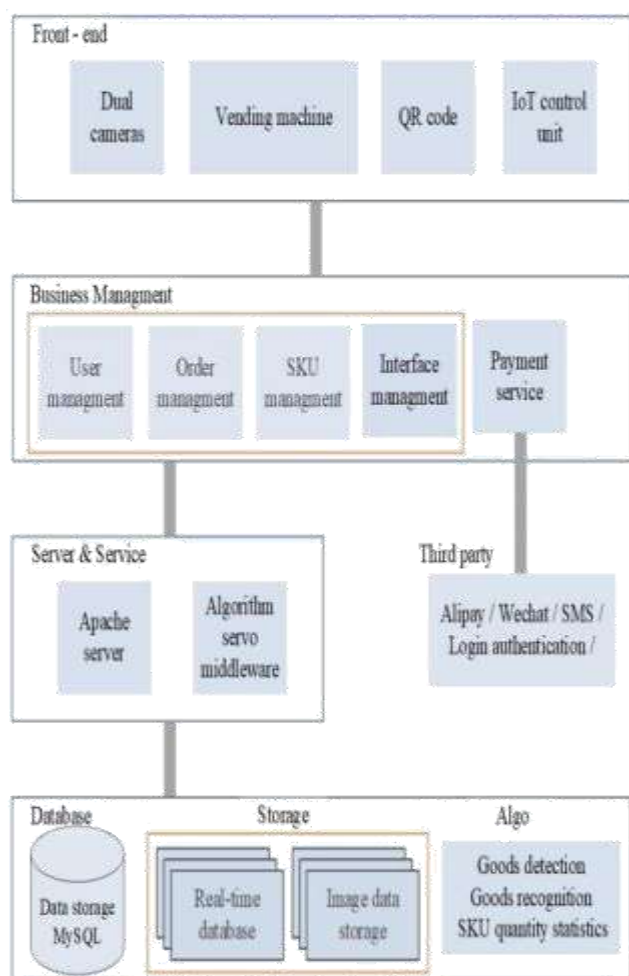 Front - end
Dual
cameras
Vending machine
QR code
IoT control
unit
Business Managment
User
managment
Order
managment
SKU
managment
Interface
managment
Payment
service
Server & Service
Apache
server
Algorithm
servo
middleware
Third party
Alipay / Wechat / SMS /
Login authentication /
Database
Data storage
MySQL
Storage
Real-time
database
Image data
storage
Algo
Goods detection
Goods recognition
SKU quantity statistics